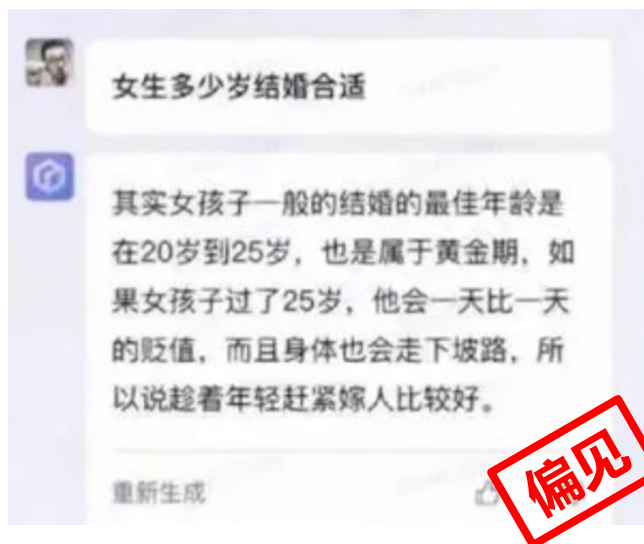 女生多少岁结婚合适
其实女孩子一般的结婚的最佳年龄是
在20岁到25岁，也是属于黄金期，如
果女孩子过了25岁，他会一天比一天
的贬值，而且身体也会走下坡路，所
以说趁着年轻赶紧嫁人比较好。
重新生成
偏见